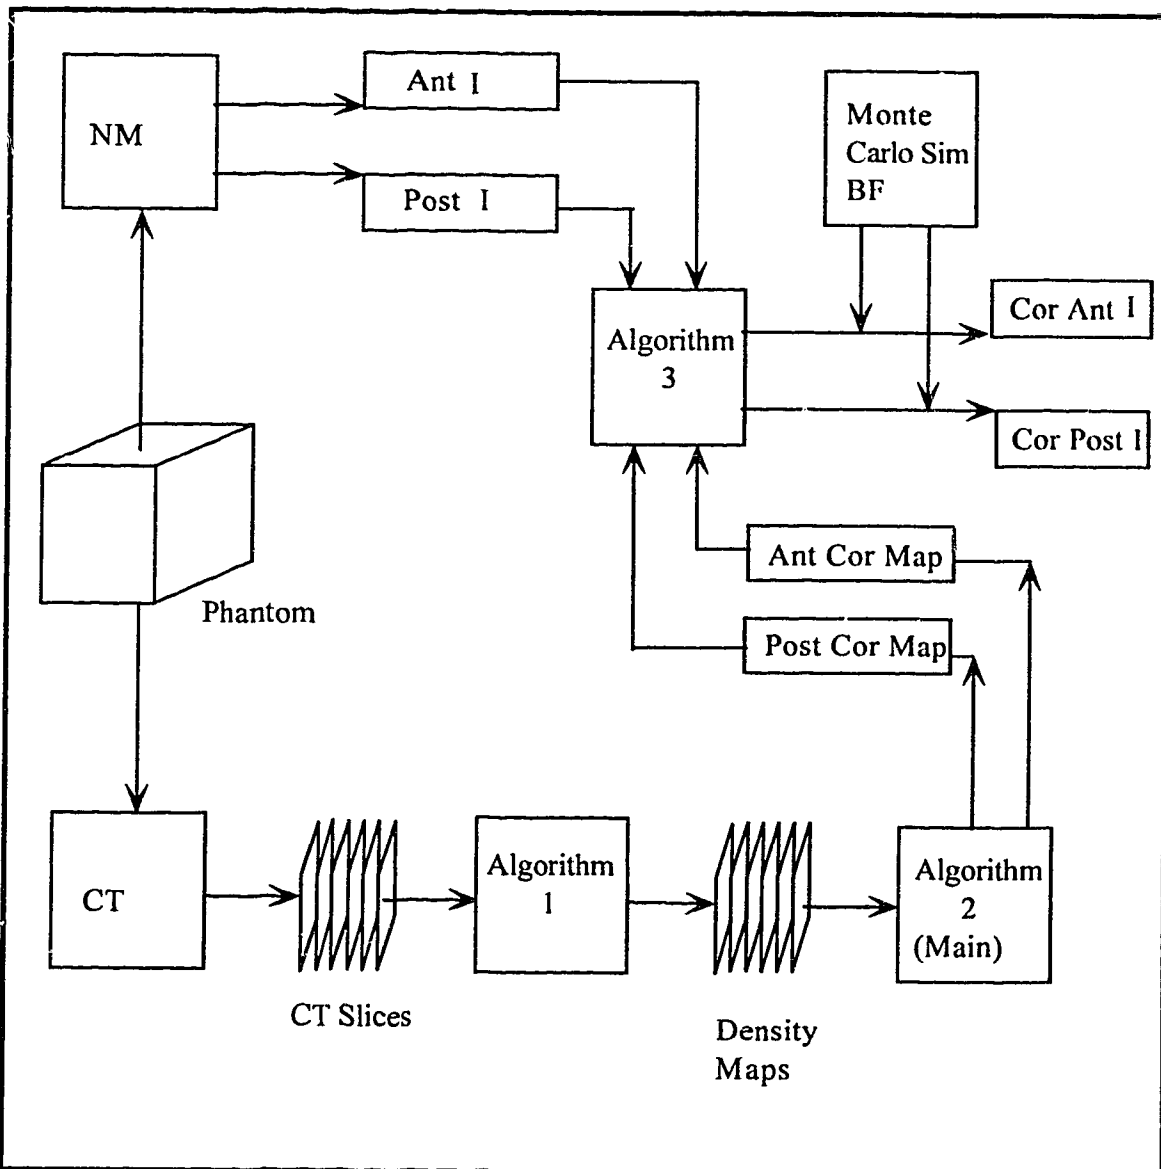 NM
Ant I
Post I
Monte
Carlo Sim
BF
Algorithm
3
Cor Ant I
Cor Post I
Phantom
Ant Cor Map
Post Cor Map
CT
CT Slices
Algorithm
1
Density
Maps
Algorithm
2
(Main)